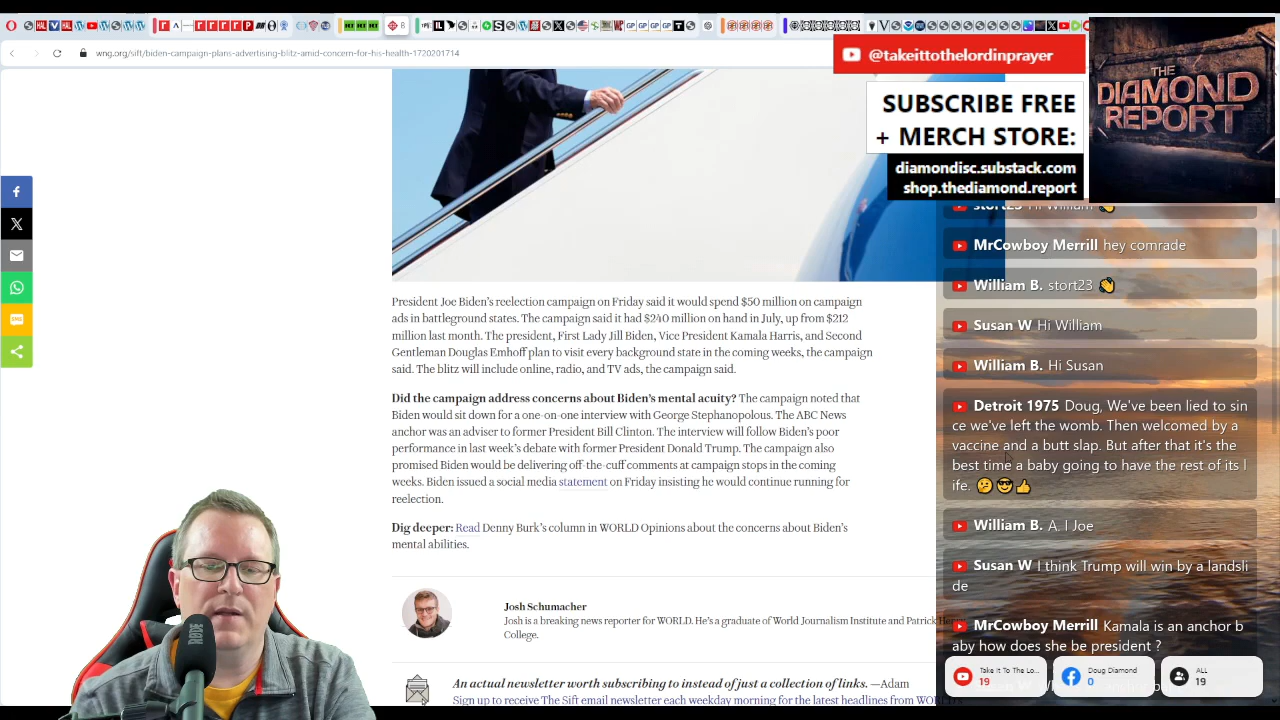 wng.org/sift/biden-campaign-plans-advertising-blitz-amid-concern-for-his-health-1720201714
@takeittothelordinprayer
SUBSCRIBE FREE
+ MERCH STORE:
diamondisc.substack.com
shop.thediamond.report
THE
DIAMOND
REPORT
President Joe Biden’s reelection campaign on Friday said it would spend $50 million on campaign
ads in battleground states. The campaign said it had $240 million on hand in July, up from $212
million last month. The president, First Lady Jill Biden, Vice President Kamala Harris, and Second
Gentleman Douglas Emhoff plan to visit every background state in the coming weeks, the campaign
said. The blitz will include online, radio, and TV ads, the campaign said.
Did the campaign address concerns about Biden’s mental acuity? The campaign noted that
Biden would sit down for a one-on-one interview with George Stephanopolous. The ABC News
anchor was an adviser to former President Bill Clinton. The interview will follow Biden’s poor
performance in last week’s debate with former President Donald Trump. The campaign also
promised Biden would be delivering off-the-cuff comments at campaign stops in the coming
weeks. Biden issued a social media statement on Friday insisting he would continue running for
reelection.
Dig deeper: Read Denny Burk’s column in WORLD Opinions about the concerns about Biden’s
mental abilities.
Josh Schumacher
Josh is a breaking news reporter for WORLD. He’s a graduate of World Journalism Institute and Patrick
College.
An actual newsletter worth subscribing to instead of just a collection of links. —Adam
Sign up to receive The Sift email newsletter each weekday morning for the latest headlines from
stort23 Hi William 👏
MrCowboy Merrill hey comrade
William B. stort23 👏
Susan W Hi William
William B. Hi Susan
Detroit 1975 Doug, We've been lied to sin
ce we've left the womb. Then welcomed by a
vaccine and a butt slap. But after that it's the
best time a baby going to have the rest of its l
ife. 🤔😎👍
William B. A. I Joe
Susan W I think Trump will win by a landsli
de
MrCowboy Merrill Kamala is an anchor b
aby how does she be president ?
Take It To The Lo...
19
Doug Diamond
0
ALL
19